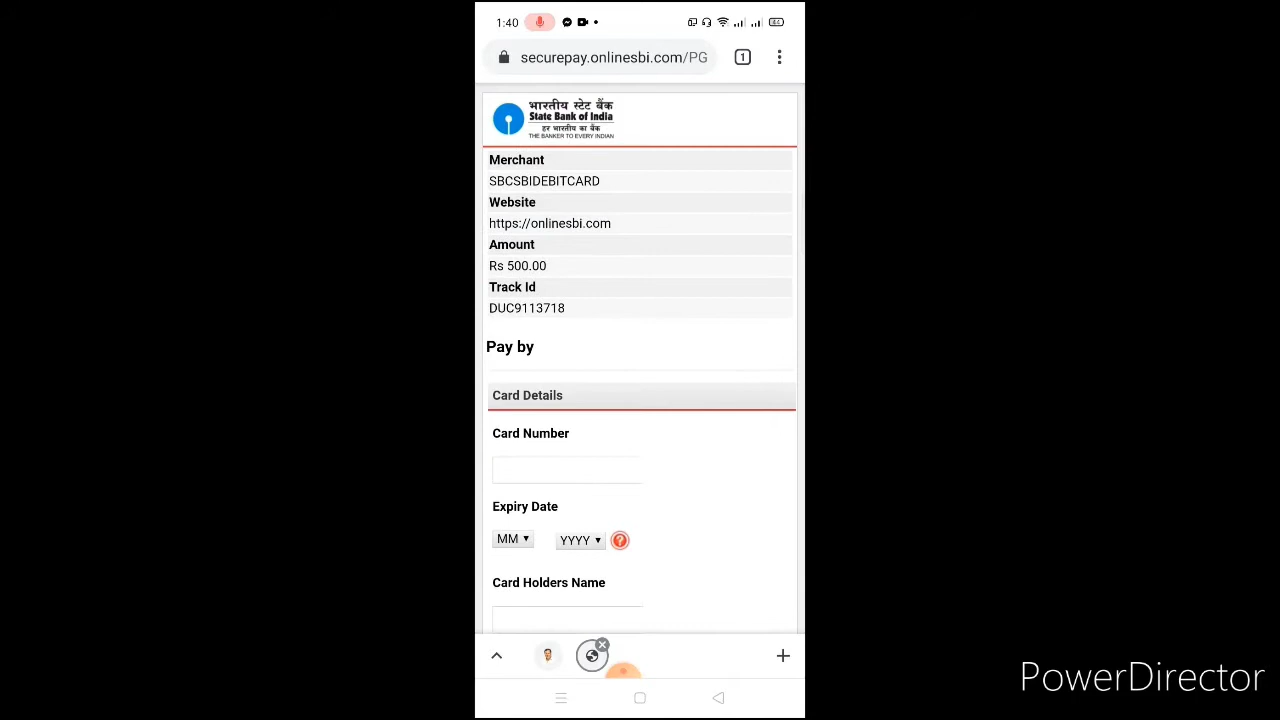 1:40
44
securepay.onlinesbi.com/PG
1
भारतीय स्टेट बैंक
State Bank of India
हर भारतीय का बैंक
THE BANKER TO EVERY INDIAN
Merchant
SBCSBIDEBITCARD
Website
https://onlinesbi.com
Amount
Rs 500.00
Track Id
DUC9113718
Pay by
Card Details
Card Number
Expiry Date
MM YYYY ?
Card Holders Name
PowerDirector